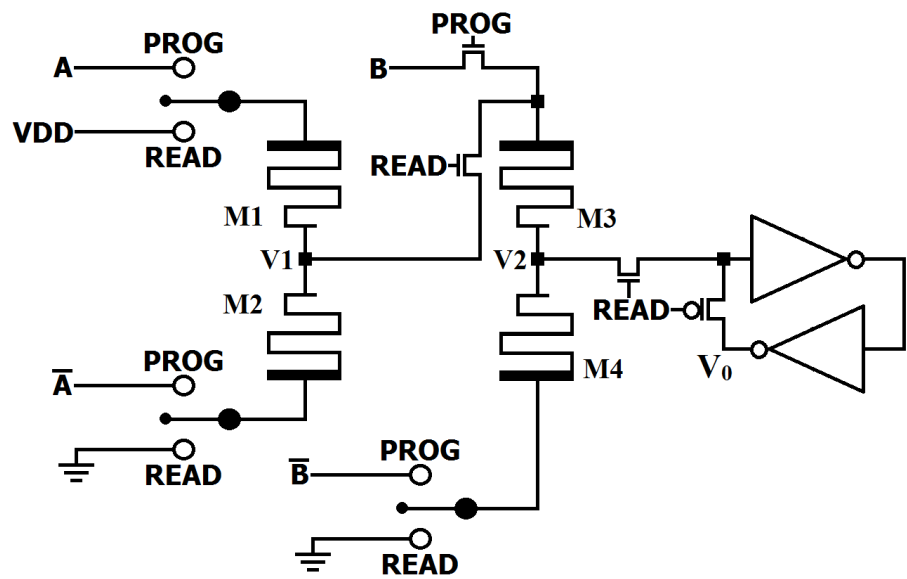 PROG
PROG
A
B
VDD
READ
READ
M1
M3
V1
V2
M2
READ
V₀
M4
A̅
PROG
PROG
READ
B̅
READ